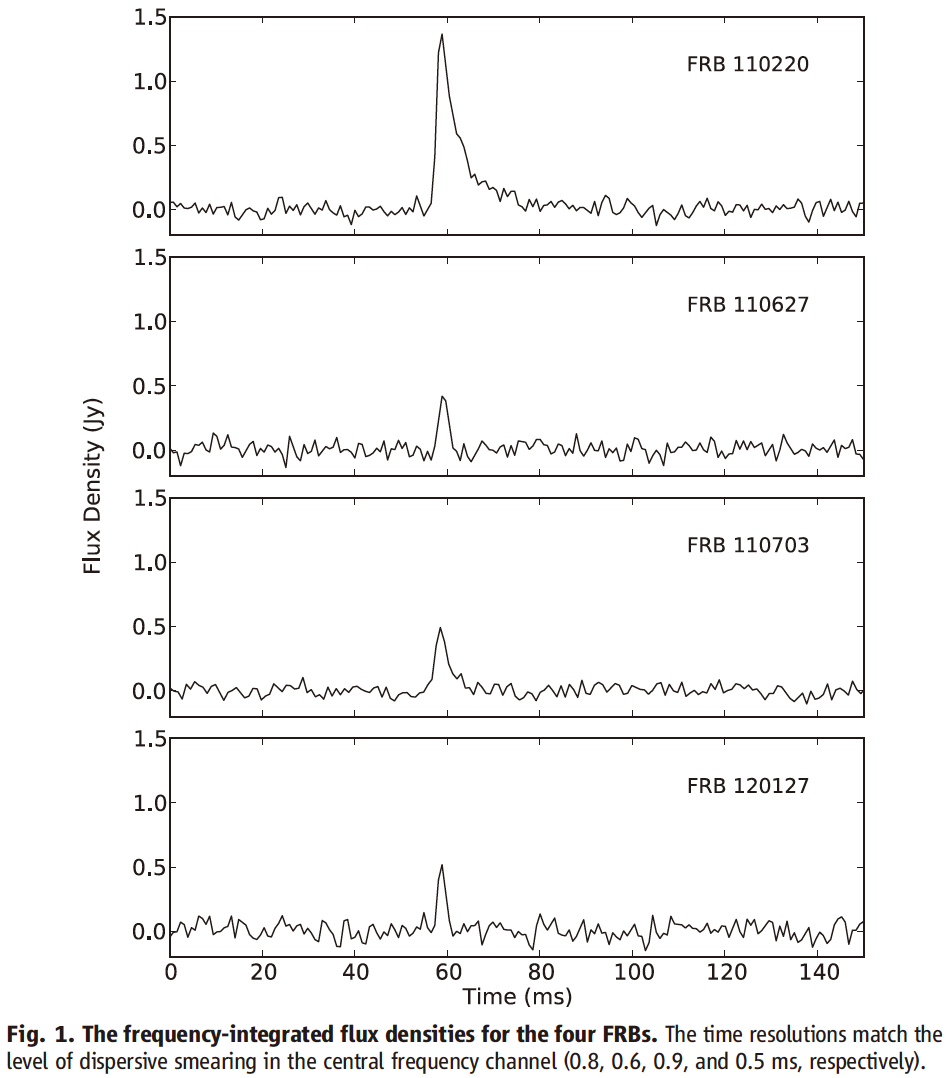 1.5
FRB 110220
1.0
0.5
0.0
1.5
FRB 110627
1.0
0.5
0.0
Flux Density (Jy)
1.5
FRB 110703
1.0
0.5
0.0
1.5
FRB 120127
1.0
0.5
0.0
0 20 40 60 80 100 120 140
Time (ms)
Fig. 1. The frequency-integrated flux densities for the four FRBs. The time resolutions match the
level of dispersive smearing in the central frequency channel (0.8, 0.6, 0.9, and 0.5 ms, respectively).